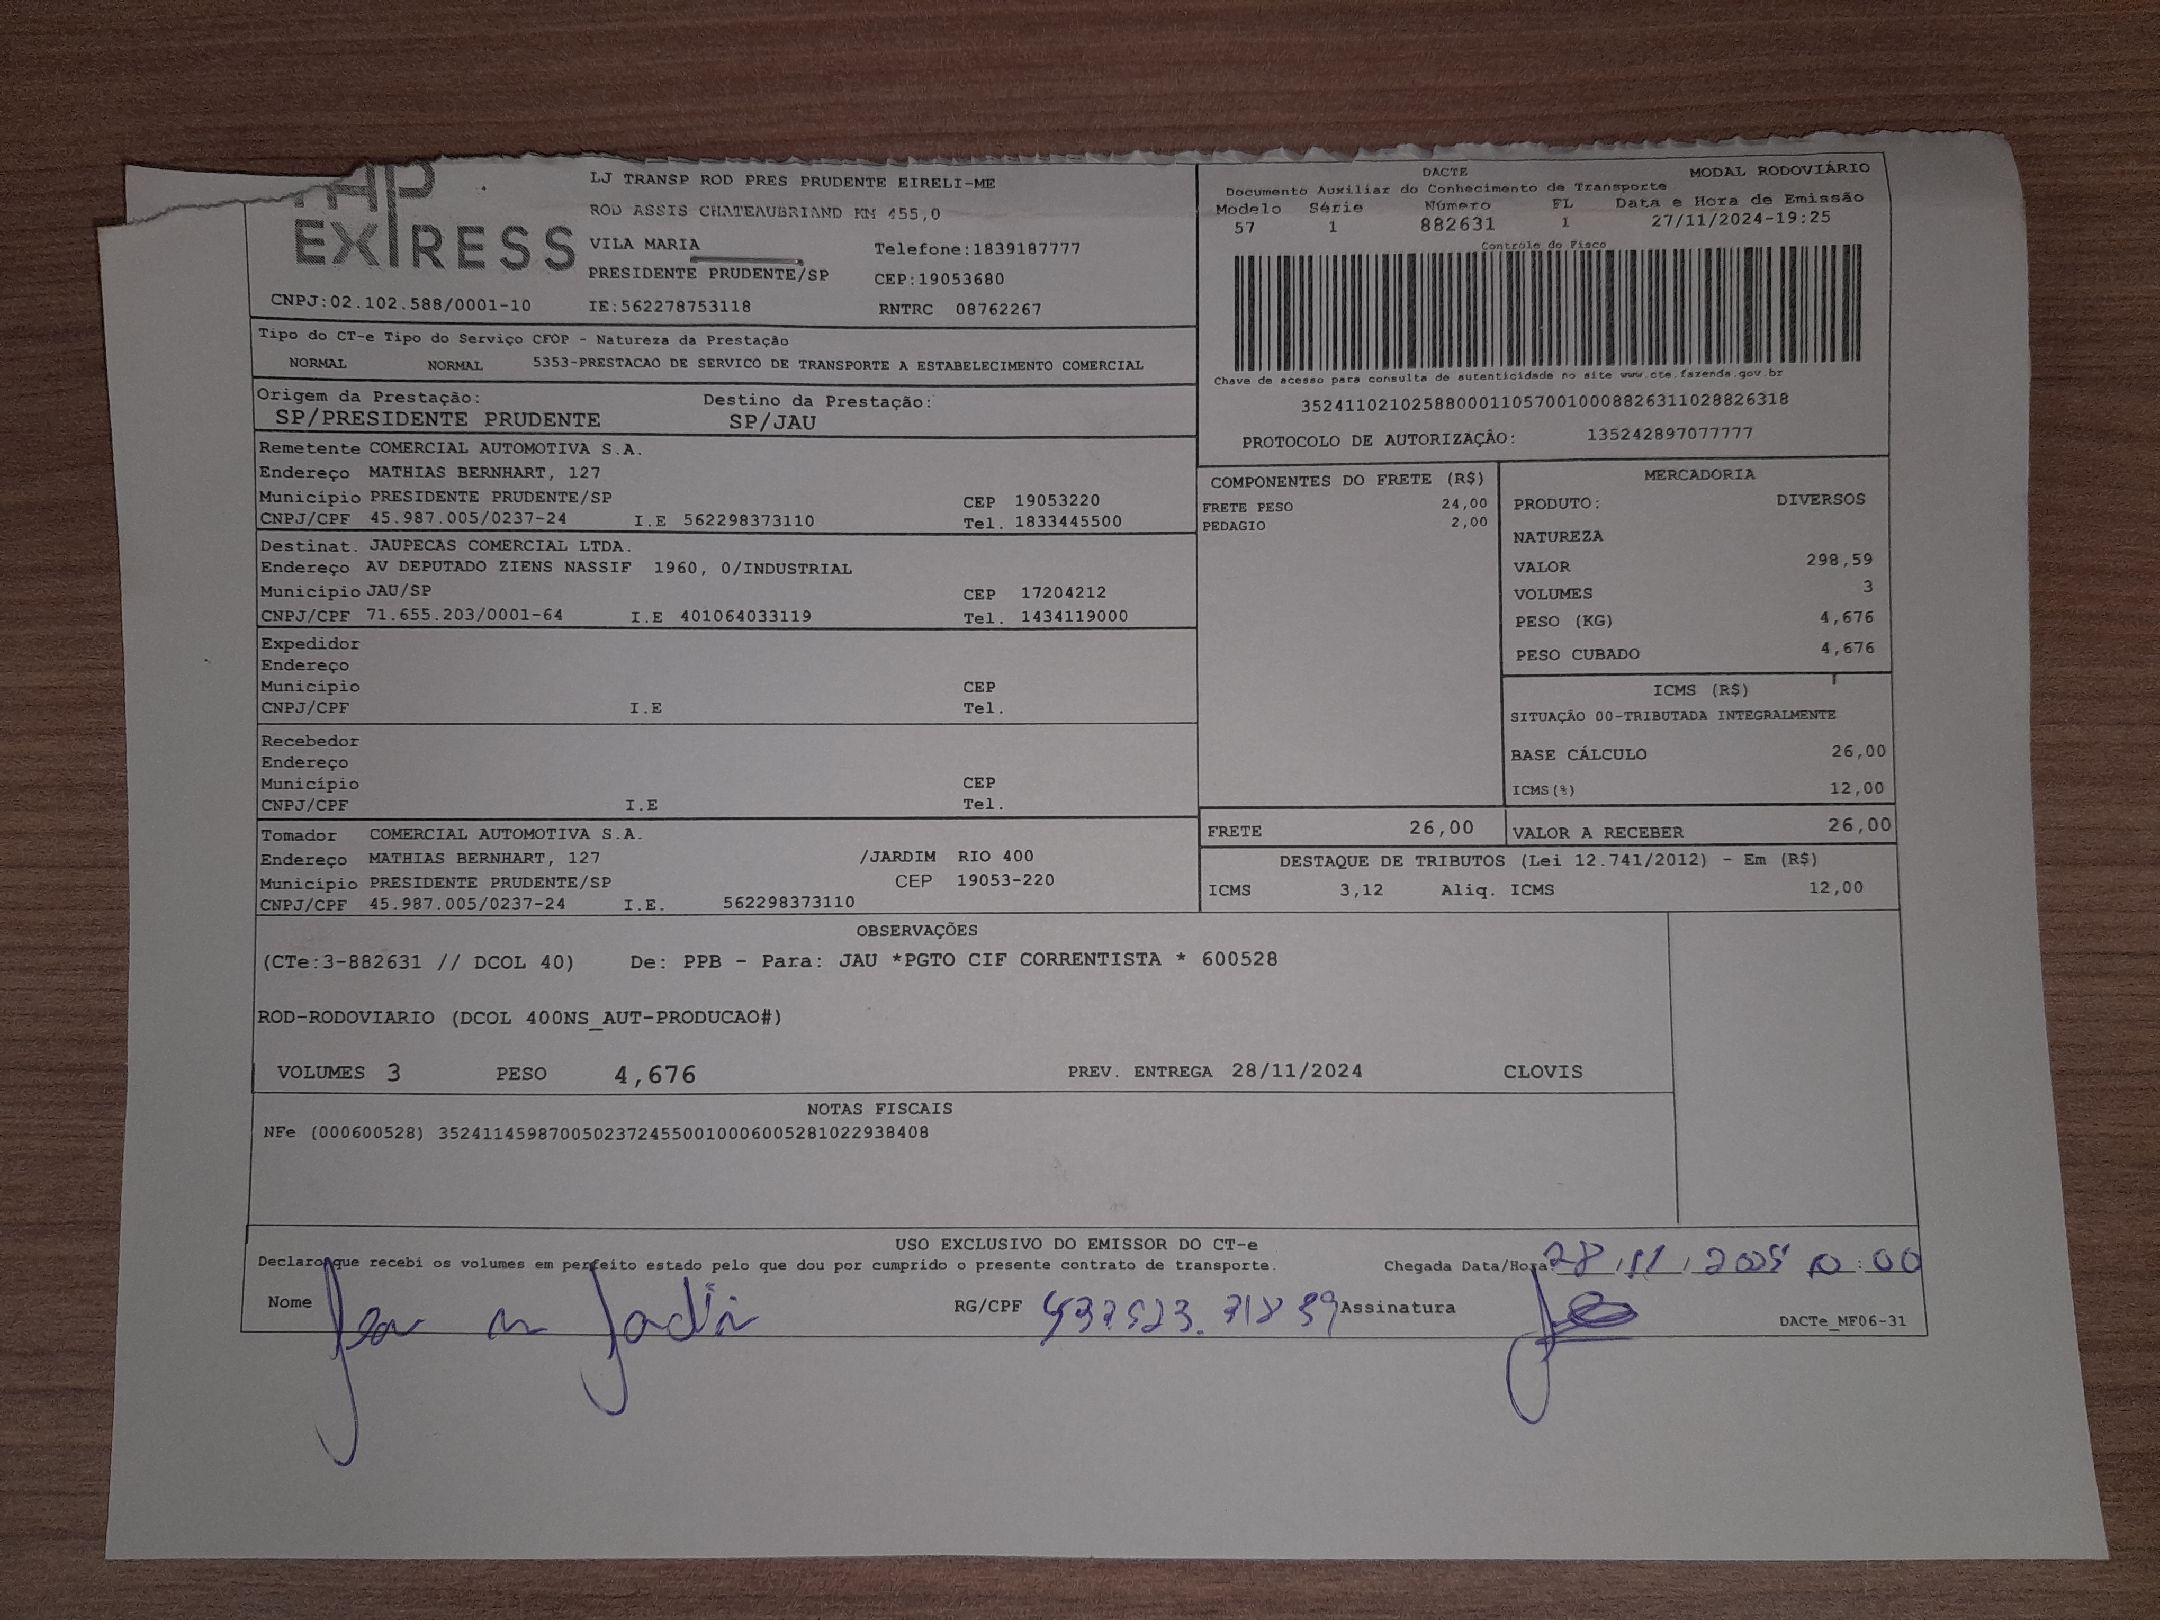 EXPRESS
CNPJ:02.102.588/0001-10
LJ TRANSP ROD PRES PRUDENTE EIRELI-ME
ROD ASSIS CHATEAUBRIAND KM 455,0
VILA MARIA Telefone:1839187777
PRESIDENTE PRUDENTE/SP CEP:19053680
IE:562278753118 RNTRC 08762267
DACTE MODAL RODOVIÁRIO
Documento Auxiliar do Conhecimento de Transporte
Modelo Série Número FL Data e Hora de Emissão
57 1 882631 1 27/11/2024-19:25
Controle do Fisco
Chave de acesso para consulta de autenticidade no site www.cte.fazenda.gov.br
35241102102588000110570010008826311028826318
PROTOCOLO DE AUTORIZAÇÃO: 135242897077777
Tipo do CT-e Tipo do Serviço CFOP - Natureza da Prestação
NORMAL NORMAL 5353-PRESTACAO DE SERVICO DE TRANSPORTE A ESTABELECIMENTO COMERCIAL
Origem da Prestação: Destino da Prestação:
SP/PRESIDENTE PRUDENTE SP/JAU
Remetente COMERCIAL AUTOMOTIVA S.A.
Endereço MATHIAS BERNHART, 127
Município PRESIDENTE PRUDENTE/SP CEP 19053220
CNPJ/CPF 45.987.005/0237-24 I.E 562298373110 Tel. 1833445500
Destinat. JAUPECAS COMERCIAL LTDA.
Endereço AV DEPUTADO ZIENS NASSIF 1960, 0/INDUSTRIAL
Município JAU/SP CEP 17204212
CNPJ/CPF 71.655.203/0001-64 I.E 401064033119 Tel. 1434119000
Expedidor
Endereço
Município CEP
CNPJ/CPF I.E Tel.
Recebedor
Endereço
Município CEP
CNPJ/CPF I.E Tel.
Tomador COMERCIAL AUTOMOTIVA S.A.
Endereço MATHIAS BERNHART, 127 /JARDIM RIO 400
Município PRESIDENTE PRUDENTE/SP CEP 19053-220
CNPJ/CPF 45.987.005/0237-24 I.E. 562298373110
COMPONENTES DO FRETE (R$)
FRETE PESO 24,00
PEDAGIO 2,00
MERCADORIA
PRODUTO: DIVERSOS
NATUREZA
VALOR 298,59
VOLUMES 3
PESO (KG) 4,676
PESO CUBADO 4,676
ICMS (R$)
SITUAÇÃO 00-TRIBUTADA INTEGRALMENTE
BASE CÁLCULO 26,00
ICMS(%) 12,00
FRETE 26,00 VALOR A RECEBER 26,00
DESTAQUE DE TRIBUTOS (Lei 12.741/2012) - Em (R$)
ICMS 3,12 Aliq. ICMS 12,00
OBSERVAÇÕES
(CTe:3-882631 // DCOL 40) De: PPB - Para: JAU *PGTO CIF CORRENTISTA * 600528
ROD-RODOVIARIO (DCOL 400NS_AUT-PRODUCAO#)
VOLUMES 3 PESO 4,676 PREV. ENTREGA 28/11/2024 CLOVIS
NOTAS FISCAIS
NFe (000600528) 35241145987005023724550010006005281022938408
USO EXCLUSIVO DO EMISSOR DO CT-e
Declaro que recebi os volumes em perfeito estado pelo que dou por cumprido o presente contrato de transporte. Chegada Data/Hora: 28/11/
Nome RG/CPF Assinatura
DACTe_MF06-31